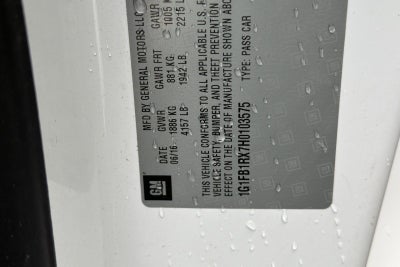 MFD BY GENERAL MOTORS LLC
DATE GVWR GAWR FRT GAWR
06/16 1886 KG 881 KG 1005
4157 LB 1942 LB 2215 LB
THIS VEHICLE CONFORMS TO ALL APPLICABLE U.S.
VEHICLE SAFETY, BUMPER, AND THEFT PREVENTION
EFFECT ON THE DATE OF MANUFACTURE SHOWN ABOVE
1G1FB1RX7H0103575 TYPE: PASS CAR
GM